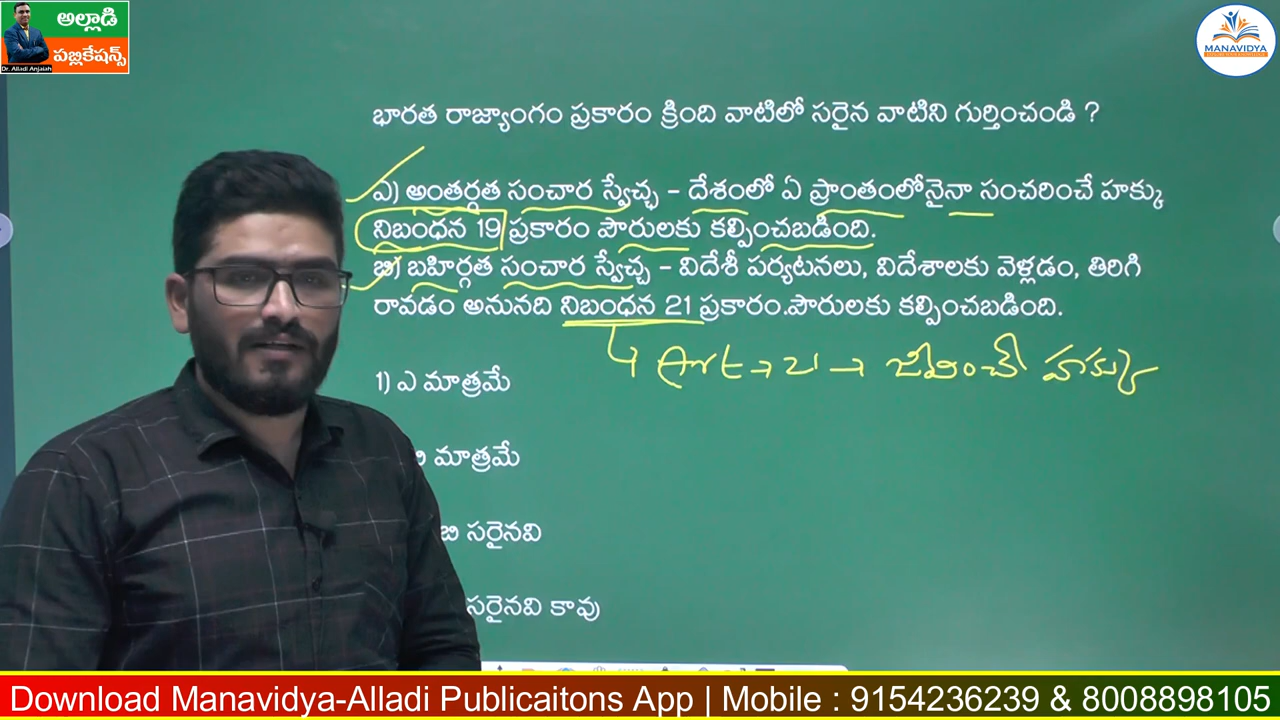 అల్లాడి
పబ్లికేషన్స్
Dr. Alladi Anjaiah
MANAVIDYA
భారత రాజ్యాంగం ప్రకారం క్రింది వాటిలో సరైన వాటిని గుర్తించండి ?
ఎ) అంతర్గత సంచార స్వేచ్ఛ – దేశంలో ఏ ప్రాంతంలోనైనా సంచరించే హక్కు
నిబంధన 19 ప్రకారం పౌరులకు కల్పించబడింది.
బి) బహిర్గత సంచార స్వేచ్చ – విదేశీ పర్యటనలు, విదేశాలకు వెళ్లడం, తిరిగి
రావడం అనునది నిబంధన 21 ప్రకారం.పౌరులకు కల్పించబడింది.
Art → 21 → జీవించే హక్కు
1) ఎ మాత్రమే
మాత్రమే
బి సరైనవి
సరైనవి కావు
Download Manavidya-Alladi Publicaitons App | Mobile : 9154236239 & 8008898105